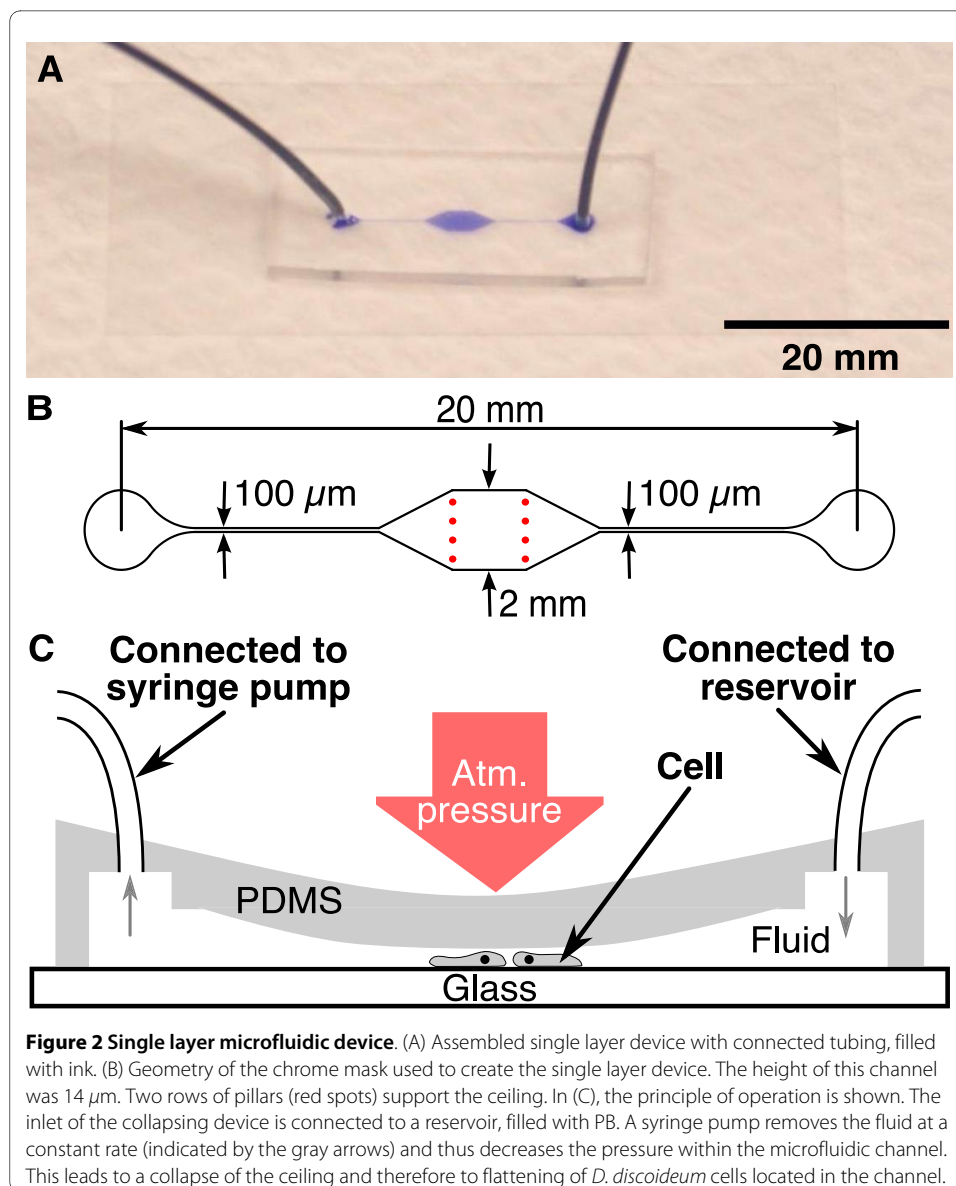 A
20 mm
B
20 mm
100 μm
100 μm
2 mm
C
Connected to
syringe pump
Connected to
reservoir
Atm.
pressure
Cell
PDMS
Fluid
Glass
Figure 2 Single layer microfluidic device. (A) Assembled single layer device with connected tubing, filled
with ink. (B) Geometry of the chrome mask used to create the single layer device. The height of this channel
was 14 μm. Two rows of pillars (red spots) support the ceiling. In (C), the principle of operation is shown. The
inlet of the collapsing device is connected to a reservoir, filled with PB. A syringe pump removes the fluid at a
constant rate (indicated by the gray arrows) and thus decreases the pressure within the microfluidic channel.
This leads to a collapse of the ceiling and therefore to flattening of D. discoideum cells located in the channel.